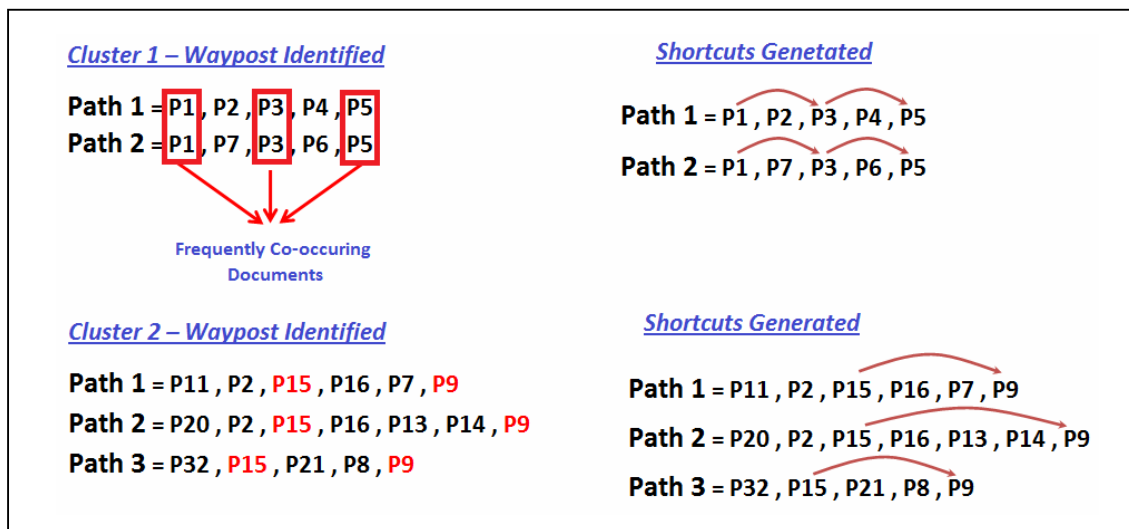 Cluster 1 – Waypost Identified
Path 1 = P1 , P2 , P3 , P4 , P5
Path 2 = P1 , P7 , P3 , P6 , P5
Frequently Co-occuring
Documents
Shortcuts Genetated
Path 1 = P1 , P2 , P3 , P4 , P5
Path 2 = P1 , P7 , P3 , P6 , P5
Cluster 2 – Waypost Identified
Path 1 = P11 , P2 , P15 , P16 , P7 , P9
Path 2 = P20 , P2 , P15 , P16 , P13 , P14 , P9
Path 3 = P32 , P15 , P21 , P8 , P9
Shortcuts Generated
Path 1 = P11 , P2 , P15 , P16 , P7 , P9
Path 2 = P20 , P2 , P15 , P16 , P13 , P14 , P9
Path 3 = P32 , P15 , P21 , P8 , P9